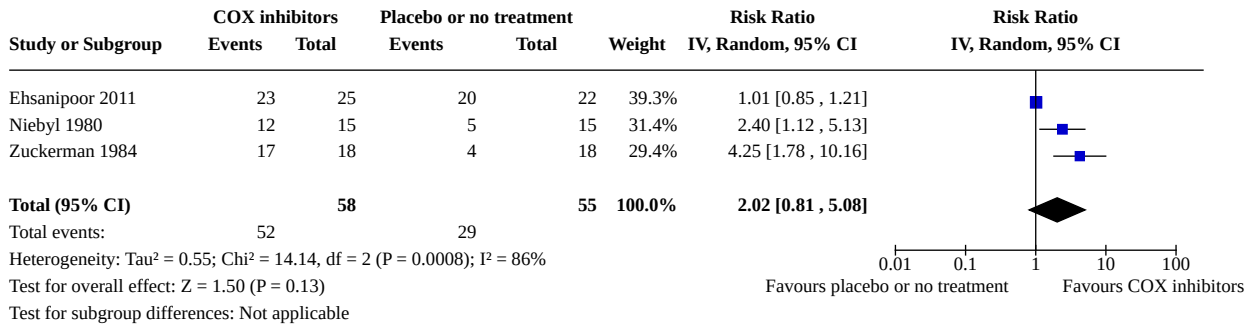 COX inhibitors Placebo or no treatment Risk Ratio Risk Ratio
Study or Subgroup Events Total Events Total Weight IV, Random, 95% CI IV, Random, 95% CI
Ehsanipoor 2011 23 25 20 22 39.3% 1.01 [0.85 , 1.21]
Niebyl 1980 12 15 5 15 31.4% 2.40 [1.12 , 5.13]
Zuckerman 1984 17 18 4 18 29.4% 4.25 [1.78 , 10.16]
Total (95% CI) 58 55 100.0% 2.02 [0.81 , 5.08]
Total events: 52 29
Heterogeneity: Tau² = 0.55; Chi² = 14.14, df = 2 (P = 0.0008); I² = 86%
0.01 0.1 1 10 100
Test for overall effect: Z = 1.50 (P = 0.13)
Favours placebo or no treatment Favours COX inhibitors
Test for subgroup differences: Not applicable